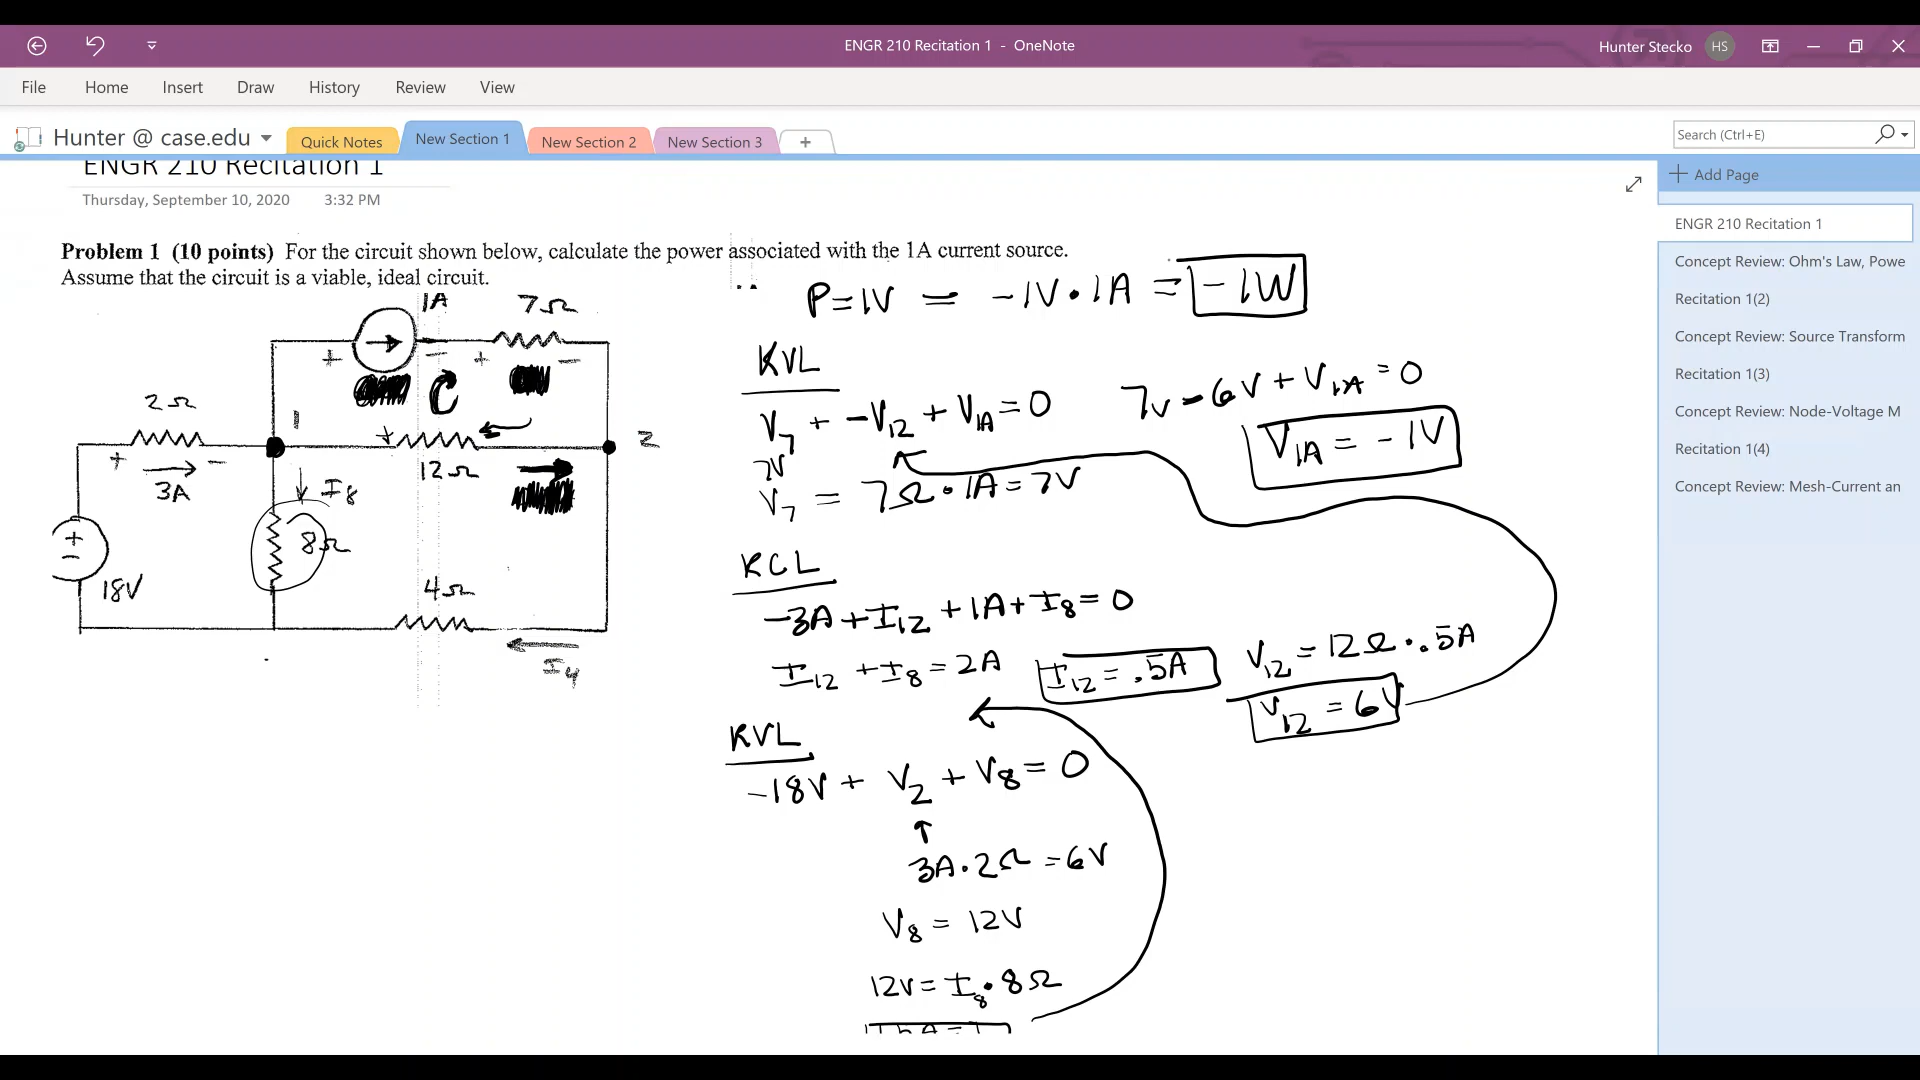 ENGR 210 Recitation 1 - OneNote
Hunter Stecko HS
File Home Insert Draw History Review View
Hunter @ case.edu Quick Notes New Section 1 New Section 2 New Section 3 +
Search (Ctrl+E)
ENGR 210 Recitation 1
Thursday, September 10, 2020 3:32 PM
Problem 1 (10 points) For the circuit shown below, calculate the power associated with the 1A current source.
Assume that the circuit is a viable, ideal circuit.
1A
7Ω
+ - + -
2Ω
1
+
2
+ -
3A
12Ω
I8
8Ω
+
-
18V
4Ω
I4
P=IV = -1V·1A = -1W
KVL
V7 + -V12 + V1A = 0
7V
V7 = 7Ω·1A = 7V
7V - 6V + V1A = 0
V1A = -1V
KCL
-3A + I12 + 1A + I8 = 0
I12 + I8 = 2A
I12 = .5A
V12 = 12Ω·.5A
V12 = 6V
KVL
-18V + V2 + V8 = 0
3A·2Ω = 6V
V8 = 12V
12V = I8·8Ω
Add Page
ENGR 210 Recitation 1
Concept Review: Ohm's Law, Powe
Recitation 1(2)
Concept Review: Source Transform
Recitation 1(3)
Concept Review: Node-Voltage M
Recitation 1(4)
Concept Review: Mesh-Current an